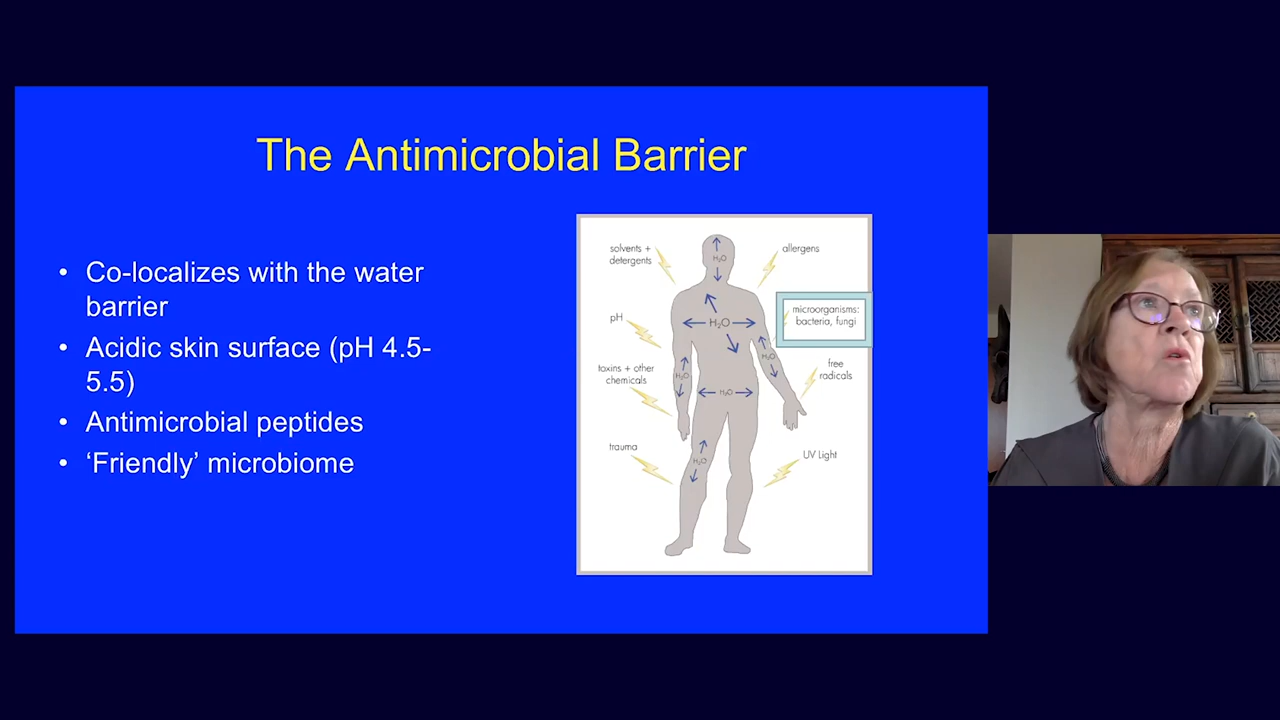 The Antimicrobial Barrier
• Co-localizes with the water
barrier
• Acidic skin surface (pH 4.5-
5.5)
• Antimicrobial peptides
• ‘Friendly’ microbiome
solvents +
detergents
allergens
H₂O
microorganisms:
bacteria, fungi
pH
H₂O
H₂O
free
radicals
toxins + other
chemicals
H₂O
H₂O
trauma
H₂O
UV Light